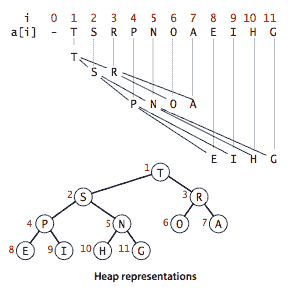 i 0 1 2 3 4 5 6 7 8 9 10 11
a[i] - T S R P N O A E I H G
T
S R
P N O A
E I H G
1 T
2 S 3 R
4 P 5 N 6 O 7 A
8 E 9 I 10 H 11 G
Heap representations